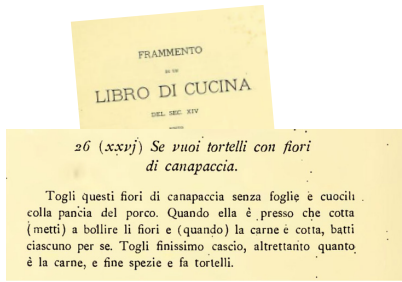 FRAMMENTO
DI UN
LIBRO DI CUCINA
DEL SEC. XIV
26 (xxvj) Se vuoi tortelli con fiori
di canapaccia.
Togli questi fiori di canapaccia senza foglie e cuocili
colla pancia del porco. Quando ella è presso che cotta
(metti) a bollire li fiori e (quando) la carne è cotta, batti
ciascuno per se. Togli finissimo cascio, altrettanto quanto
è la carne, e fine spezie e fa tortelli.